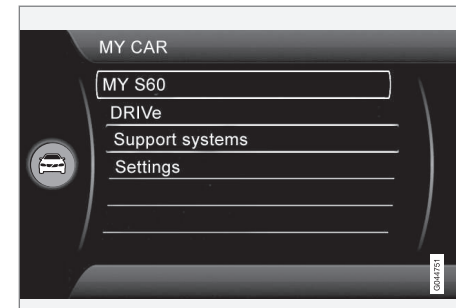 MY CAR
MY S60
DRIVe
Support systems
Settings
G044751